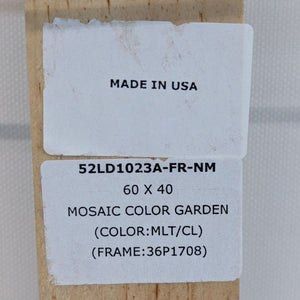 MADE IN USA
52LD1023A-FR-NM
60 X 40
MOSAIC COLOR GARDEN
(COLOR:MLT/CL)
(FRAME:36P1708)